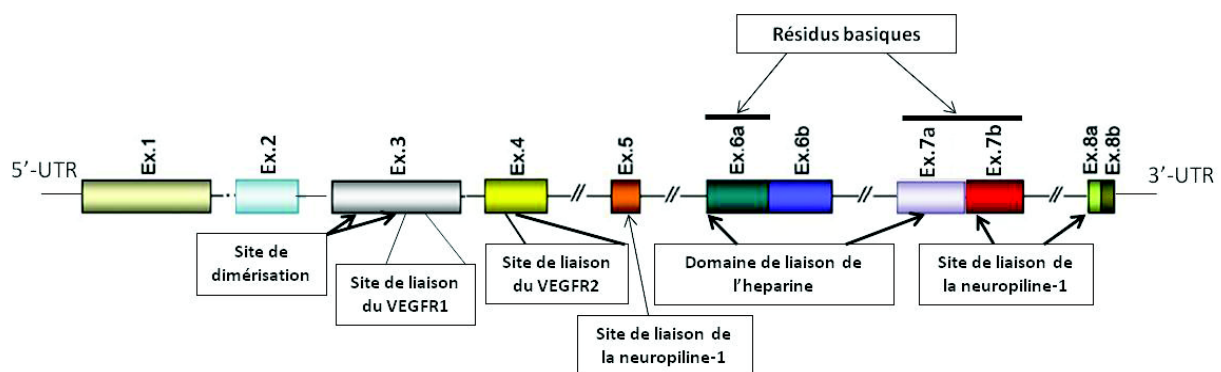 Résidus basiques
5’-UTR
Ex.1
Ex.2
Ex.3
Ex.4
Ex.5
Ex.6a
Ex.6b
Ex.7a
Ex.7b
Ex.8a
Ex.8b
3’-UTR
Site de
dimérisation
Site de liaison
du VEGFR1
Site de liaison
du VEGFR2
Site de liaison de
la neuropiline-1
Domaine de liaison de
l’heparine
Site de liaison de
la neuropiline-1